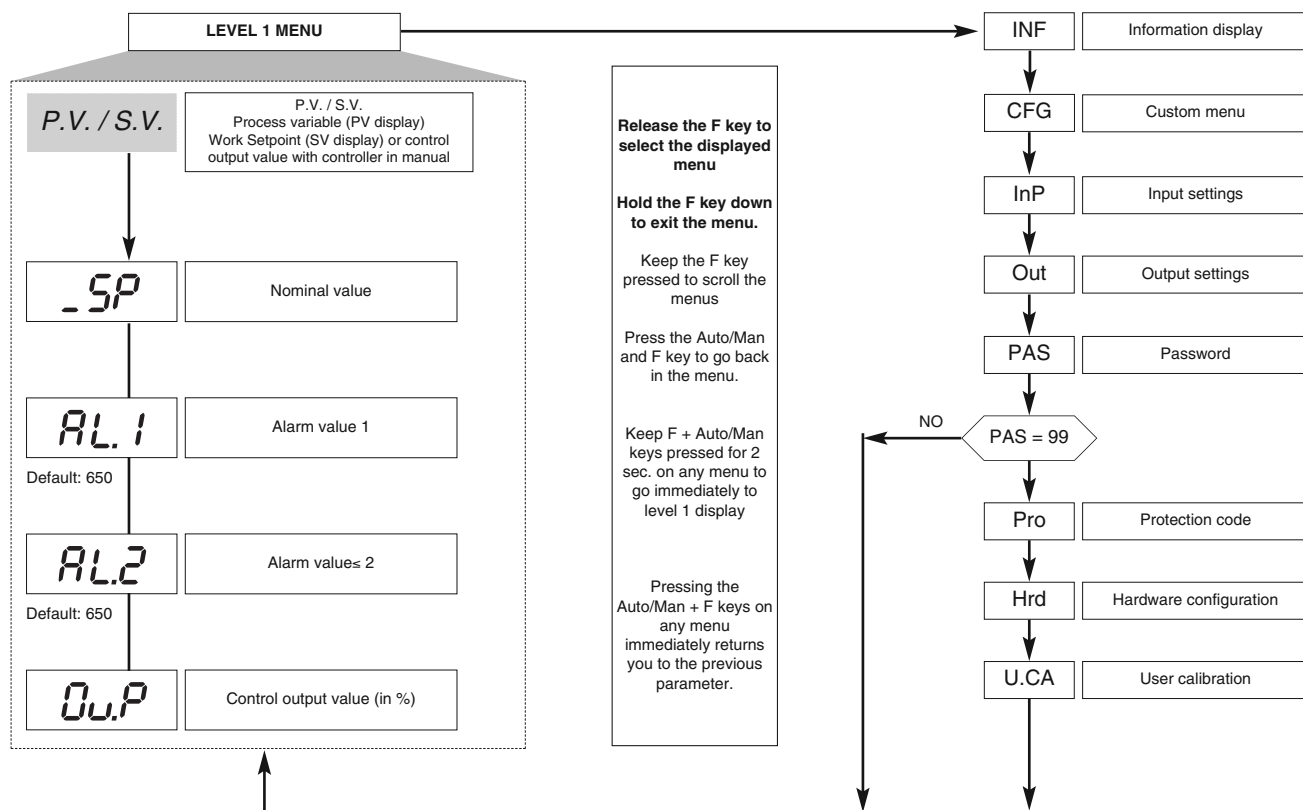 LEVEL 1 MENU
P.V. / S.V.
P.V. / S.V.
Process variable (PV display)
Work Setpoint (SV display) or control
output value with controller in manual
_SP
Nominal value
AL.1
Alarm value 1
Default: 650
AL.2
Alarm value≤ 2
Default: 650
Ou.P
Control output value (in %)
Release the F key to
select the displayed
menu
Hold the F key down
to exit the menu.
Keep the F key
pressed to scroll the
menus
Press the Auto/Man
and F key to go back
in the menu.
Keep F + Auto/Man
keys pressed for 2
sec. on any menu to
go immediately to
level 1 display
Pressing the
Auto/Man + F keys on
any menu
immediately returns
you to the previous
parameter.
INF
Information display
CFG
Custom menu
InP
Input settings
Out
Output settings
PAS
Password
NO
PAS = 99
Pro
Protection code
Hrd
Hardware configuration
U.CA
User calibration